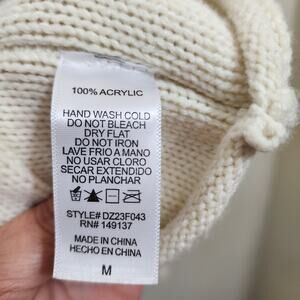 100% ACRYLIC
HAND WASH COLD
DO NOT BLEACH
DRY FLAT
DO NOT IRON
LAVE FRIO A MANO
NO USAR CLORO
SECAR EXTENDIDO
NO PLANCHAR
STYLE# DZ23F043
RN# 149137
MADE IN CHINA
HECHO EN CHINA
M